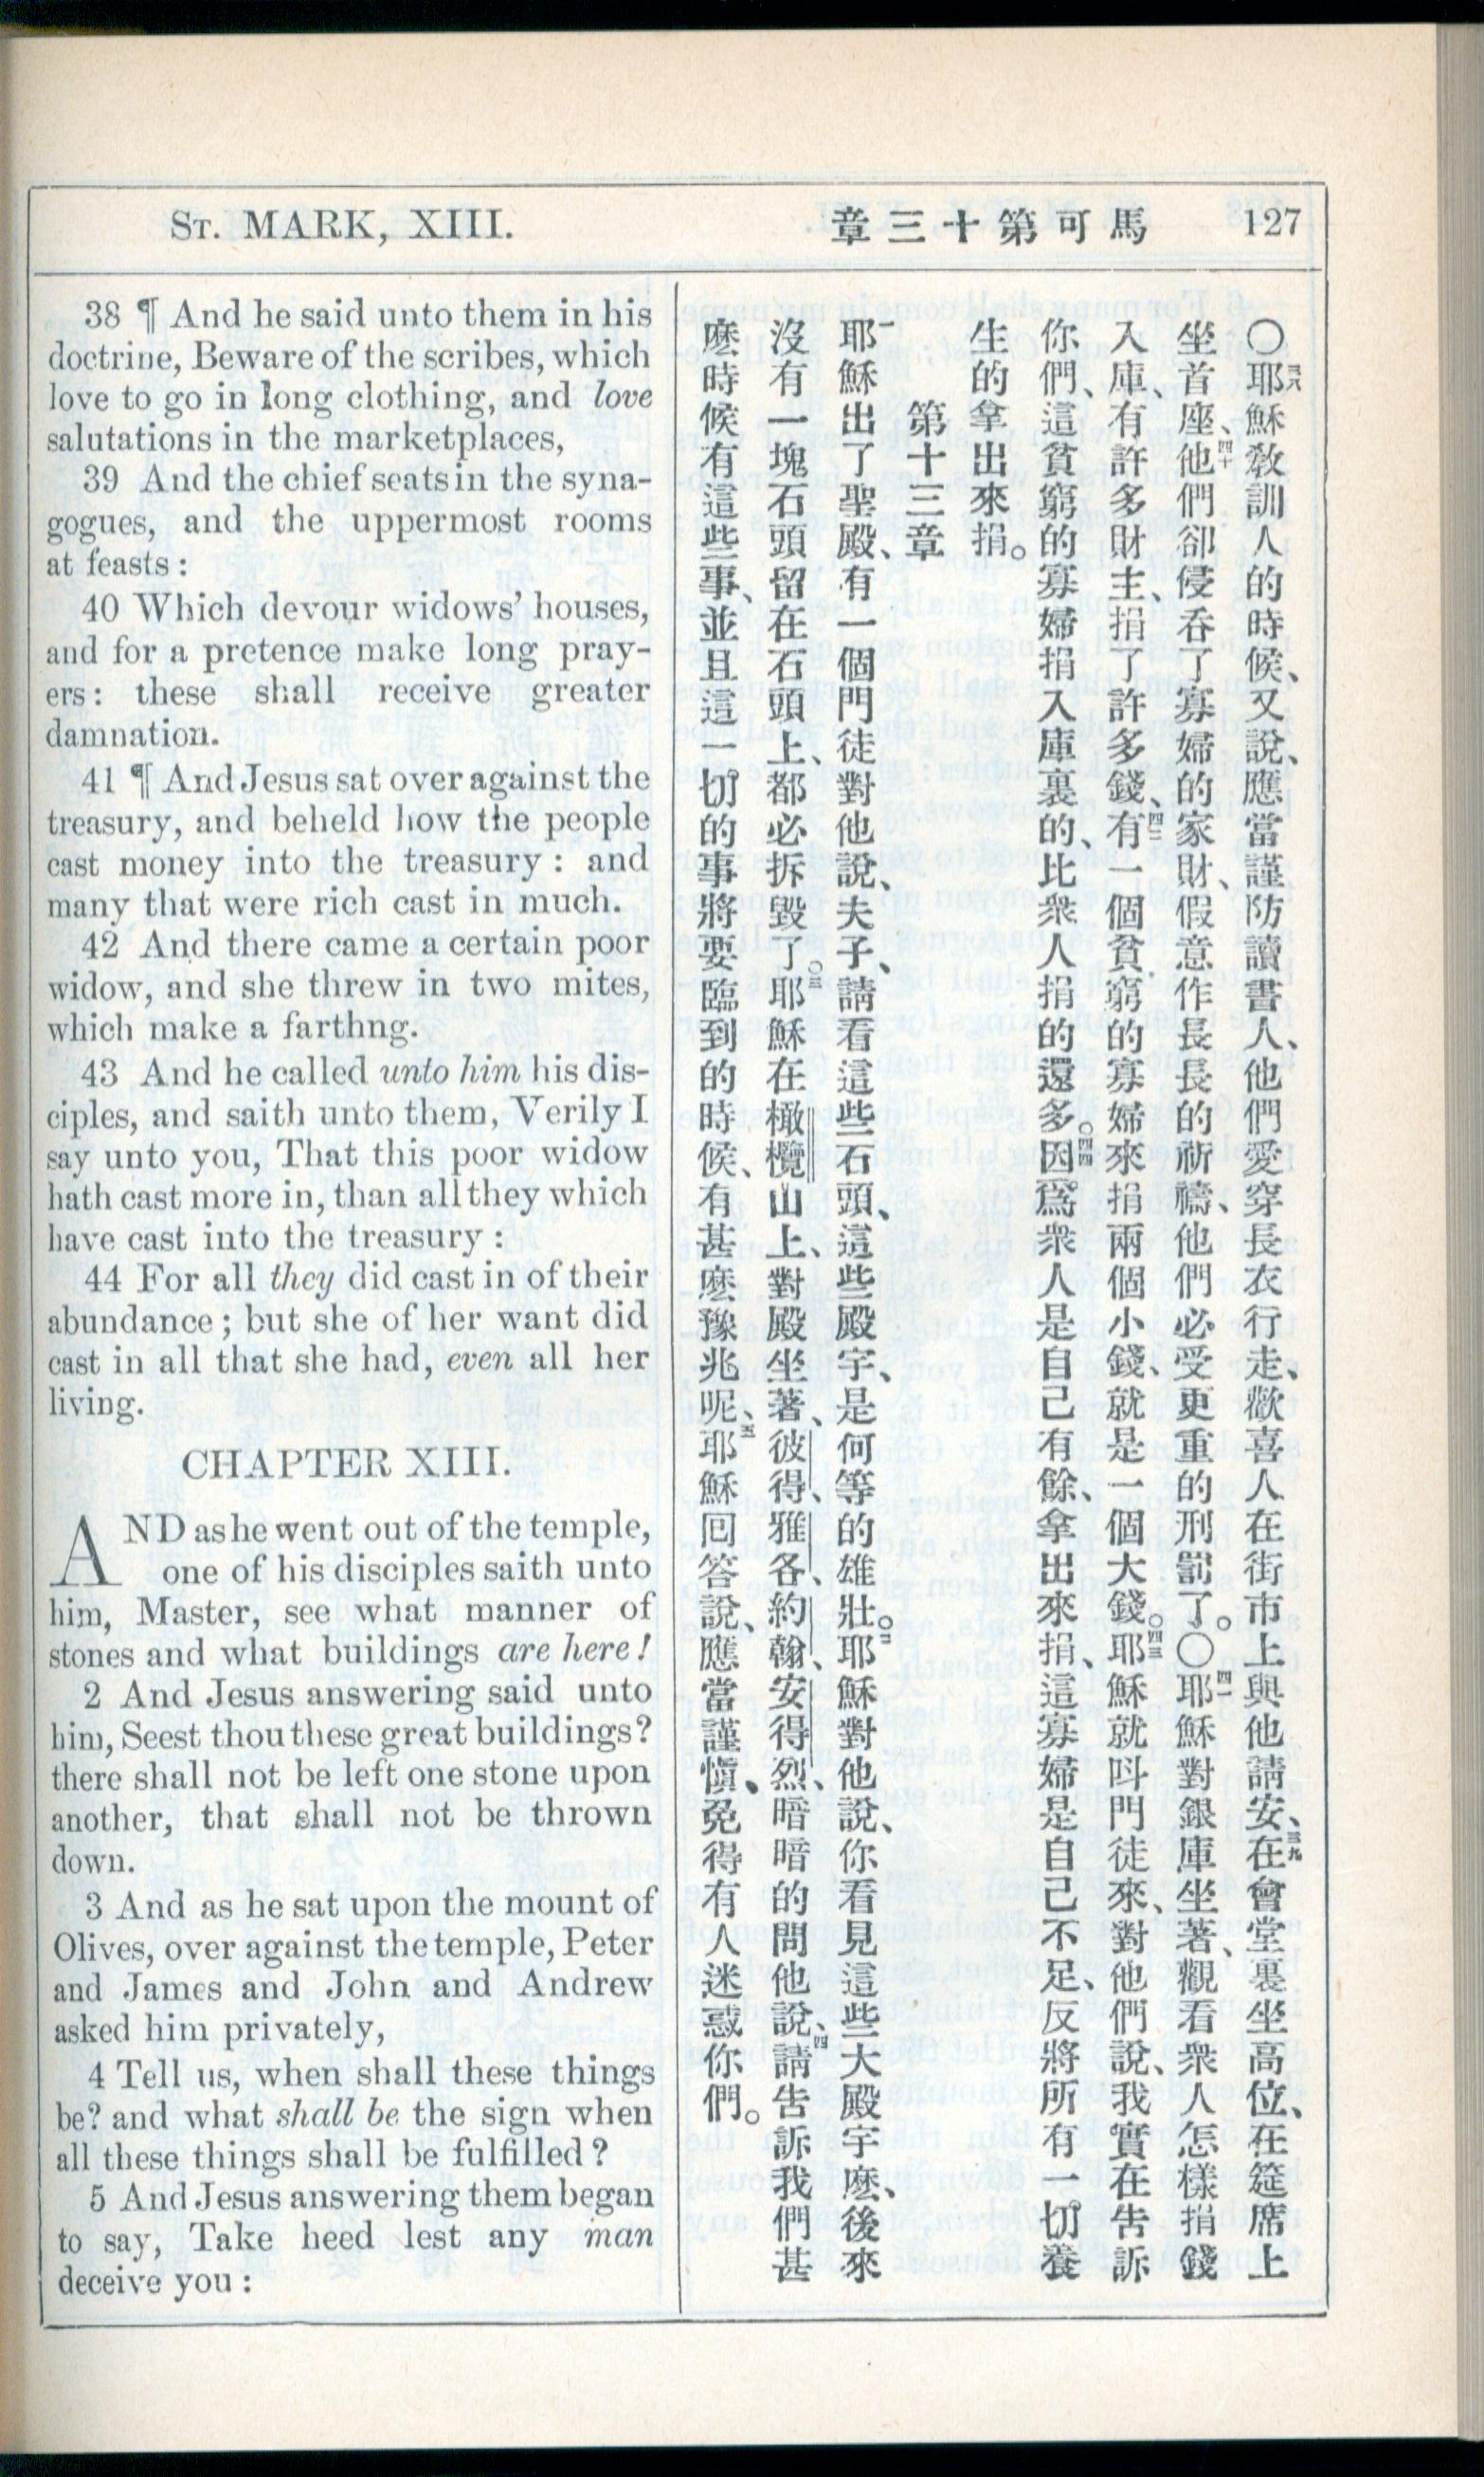 St. MARK, XIII.
章三十第可馬 127
38 ¶ And he said unto them in his
doctrine, Beware of the scribes, which
love to go in long clothing, and love
salutations in the marketplaces,
39 And the chief seats in the syna-
gogues, and the uppermost rooms
at feasts:
40 Which devour widows' houses,
and for a pretence make long pray-
ers: these shall receive greater
damnation.
41 ¶ And Jesus sat over against the
treasury, and beheld how the people
cast money into the treasury: and
many that were rich cast in much.
42 And there came a certain poor
widow, and she threw in two mites,
which make a farthng.
43 And he called unto him his dis-
ciples, and saith unto them, Verily I
say unto you, That this poor widow
hath cast more in, than all they which
have cast into the treasury:
44 For all they did cast in of their
abundance; but she of her want did
cast in all that she had, even all her
living.
CHAPTER XIII.
AND as he went out of the temple,
one of his disciples saith unto
him, Master, see what manner of
stones and what buildings are here!
2 And Jesus answering said unto
him, Seest thou these great buildings?
there shall not be left one stone upon
another, that shall not be thrown
down.
3 And as he sat upon the mount of
Olives, over against the temple, Peter
and James and John and Andrew
asked him privately,
4 Tell us, when shall these things
be? and what shall be the sign when
all these things shall be fulfilled?
5 And Jesus answering them began
to say, Take heed lest any man
deceive you:
〇三八耶穌敎訓人的時候、又說、應當謹防讀書人、他們愛穿長衣行走、歡喜人在街市上與他請安、三九在會堂裏坐高位、在筵席上
坐首座、四十他們卻侵吞了寡婦的家財、假意作長長的祈禱、他們必受更重的刑罰了。〇四一耶穌對銀庫坐著、觀看衆人怎樣捐錢
入庫、有許多財主、捐了許多錢、四二有一個貧窮的寡婦來捐兩個小錢、就是一個大錢。四三耶穌就呌門徒來、對他們說、我實在告訴
你們、這貧窮的寡婦捐入庫裏的、比衆人捐的還多。四四因爲衆人是自己有餘、拿出來捐、這寡婦是自己不足、反將所有一切養
生的拿出來捐。
第十三章
一耶穌出了聖殿、有一個門徒對他說、夫子、請看這些石頭、這些殿宇、是何等的雄壯。二耶穌對他說、你看見這些大殿宇麽、後來
沒有一塊石頭留在石頭上、都必拆毀了。三耶穌在橄欖山上、對殿坐著、彼得、雅各、約翰、安得烈、暗暗的問他說、四請告訴我們甚
麽時候有這些事、並且這一切的事將要臨到的時候、有甚麽豫兆呢、五耶穌回答說、應當謹愼、免得有人迷惑你們。